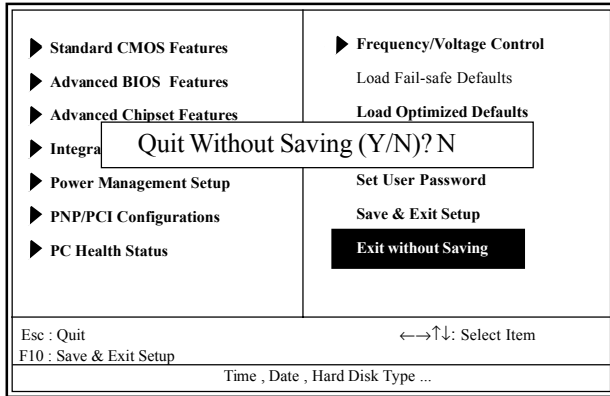 Standard CMOS Features
Advanced BIOS Features
Advanced Chipset Features
Integra
Power Management Setup
PNP/PCI Configurations
PC Health Status
Frequency/Voltage Control
Load Fail-safe Defaults
Load Optimized Defaults
Quit Without Saving (Y/N)? N
Set User Password
Save & Exit Setup
Exit without Saving
Esc : Quit
F10 : Save & Exit Setup
←→↑↓: Select Item
Time , Date , Hard Disk Type ...